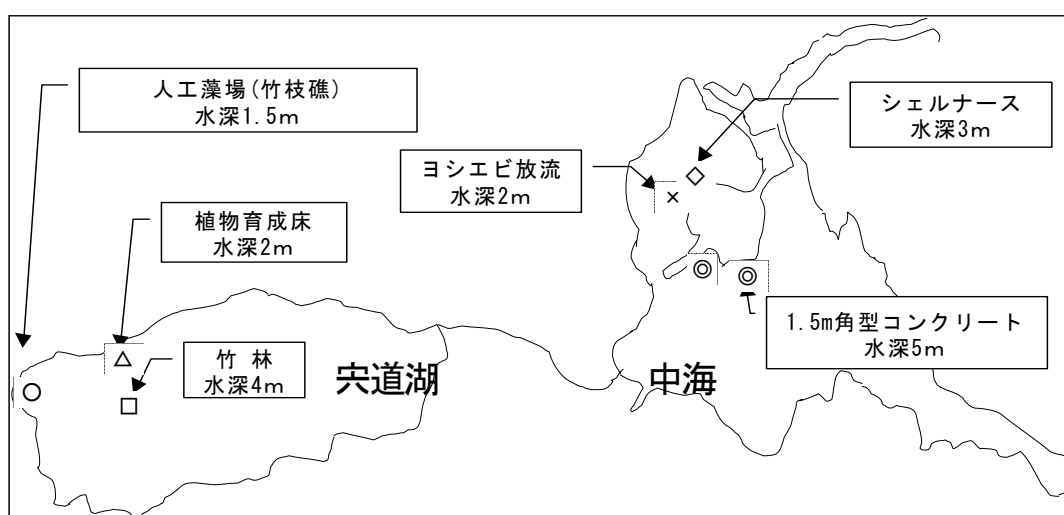 人工藻場(竹枝礁)
水深1.5m
シェルナース
水深3m
ヨシエビ放流
水深2m
植物育成床
水深2m
1.5m角型コンクリート
水深5m
竹 林
水深4m
宍道湖
中海